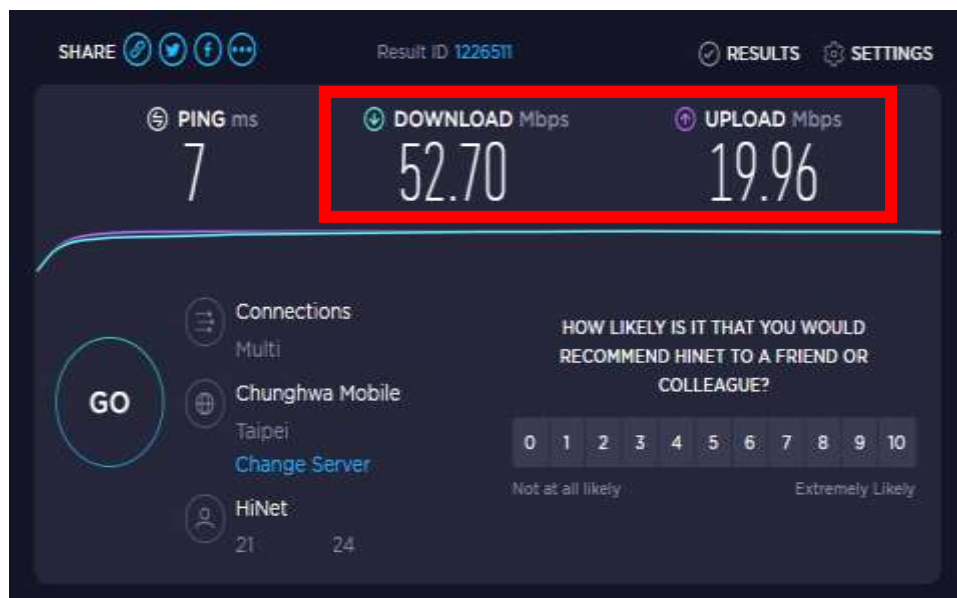 SHARE Result ID 1226511 RESULTS SETTINGS
PING ms DOWNLOAD Mbps UPLOAD Mbps
7 52.70 19.96
Connections
Multi
Chunghwa Mobile
Taipei
Change Server
HiNet
21 24
GO
HOW LIKELY IS IT THAT YOU WOULD
RECOMMEND HINET TO A FRIEND OR
COLLEAGUE?
0 1 2 3 4 5 6 7 8 9 10
Not at all likely Extremely Likely